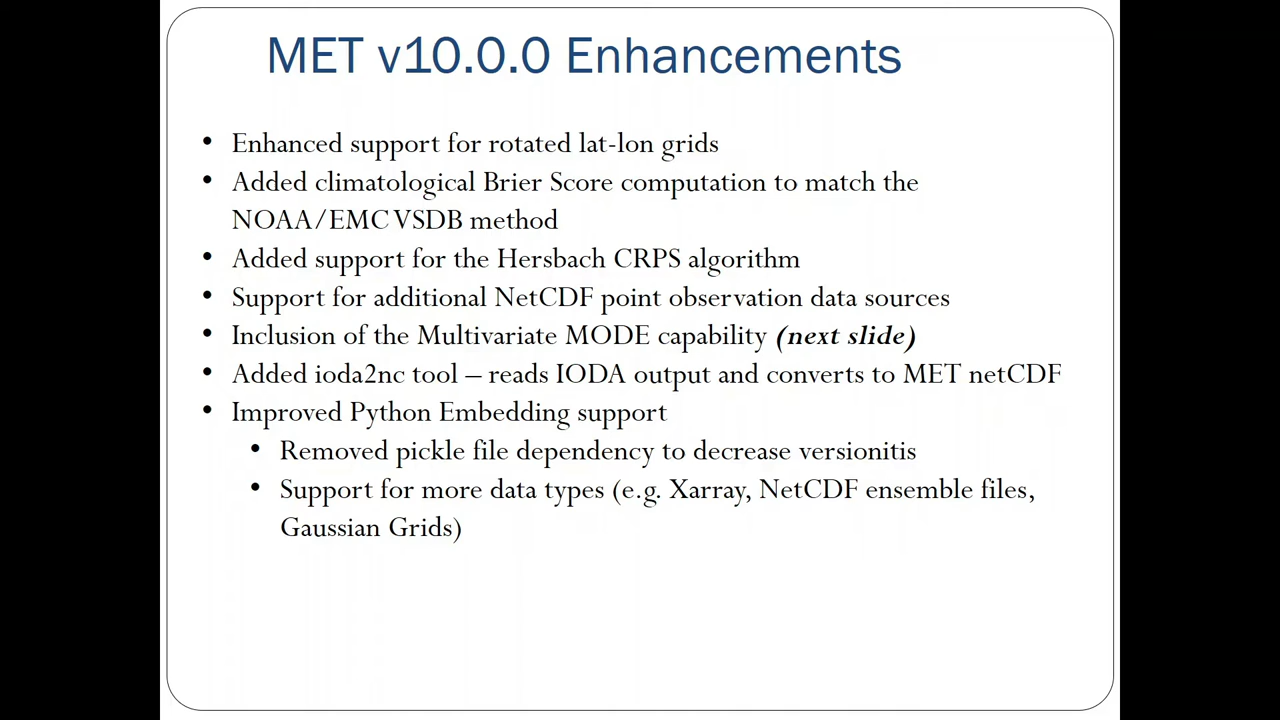 MET v10.0.0 Enhancements
• Enhanced support for rotated lat-lon grids
• Added climatological Brier Score computation to match the
NOAA/EMC VSDB method
• Added support for the Hersbach CRPS algorithm
• Support for additional NetCDF point observation data sources
• Inclusion of the Multivariate MODE capability (next slide)
• Added ioda2nc tool – reads IODA output and converts to MET netCDF
• Improved Python Embedding support
• Removed pickle file dependency to decrease versionitis
• Support for more data types (e.g. Xarray, NetCDF ensemble files,
Gaussian Grids)